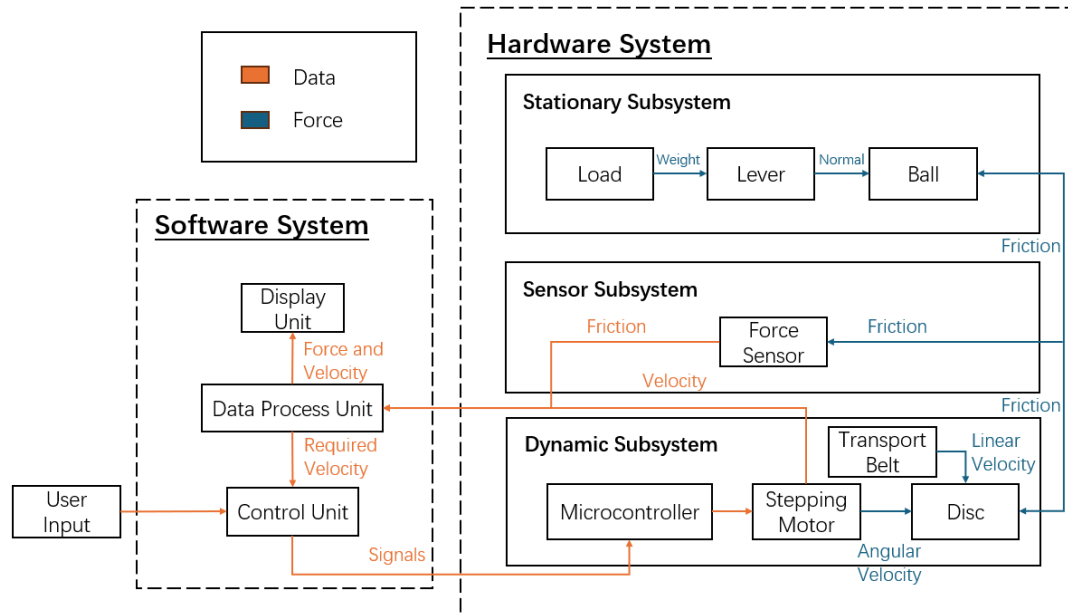 Data
Force
Hardware System
Stationary Subsystem
Load
Weight
Lever
Normal
Ball
Friction
Software System
Display
Unit
Force and
Velocity
Data Process Unit
Required
Velocity
User
Input
Control Unit
Signals
Sensor Subsystem
Friction
Force
Sensor
Friction
Velocity
Friction
Dynamic Subsystem
Transport
Belt
Linear
Velocity
Microcontroller
Stepping
Motor
Disc
Angular
Velocity